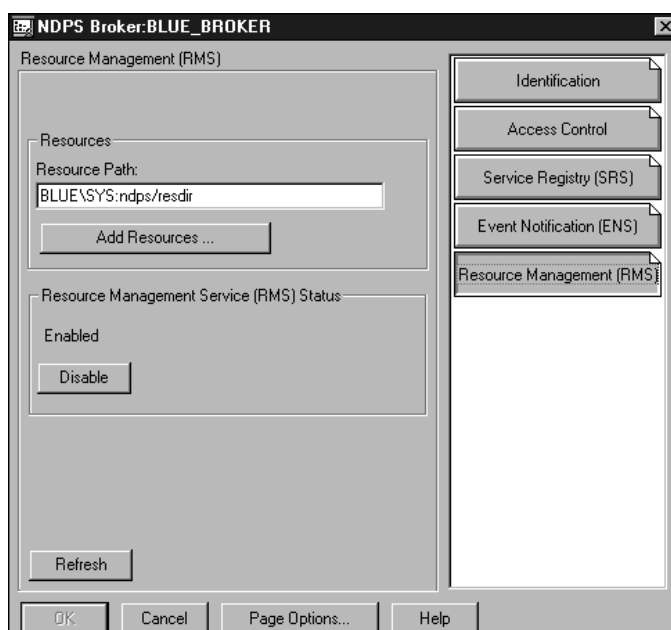 NDPS Broker:BLUE_BROKER
Resource Management (RMS)
Resources
Resource Path:
BLUE\SYS:ndps/resdir
Add Resources ...
Resource Management Service (RMS) Status
Enabled
Disable
Refresh
Identification
Access Control
Service Registry (SRS)
Event Notification (ENS)
Resource Management (RMS)
OK
Cancel
Page Options...
Help